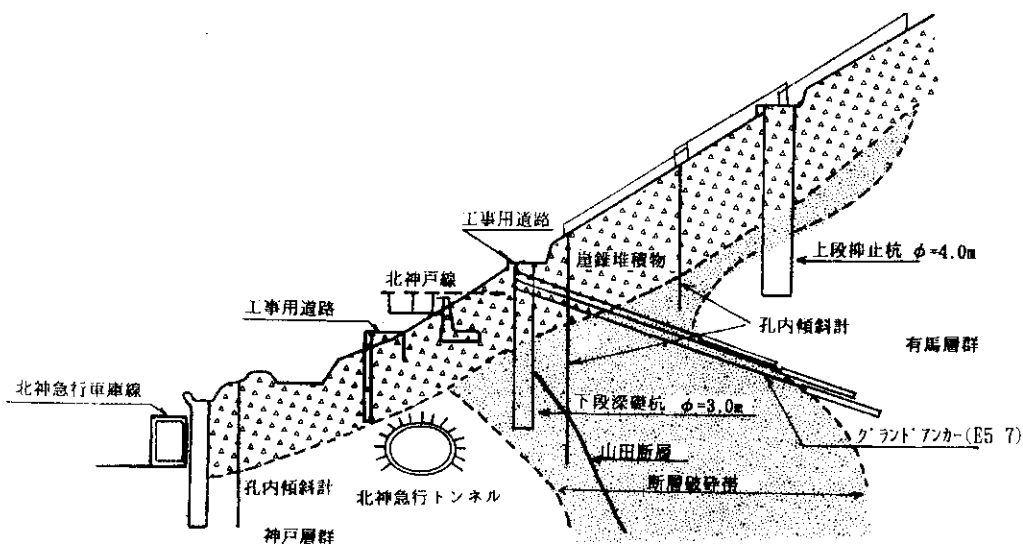 工事用道路
北神戸線
崖錐堆積物
上段抑止杭 φ=4.0m
工事用道路
孔内傾斜計
有馬層群
北神急行車庫線
下段深礎杭 φ=3.0m
グランドアンカー(E5 7)
山田断層
断層破砕帯
孔内傾斜計
北神急行トンネル
神戸層群